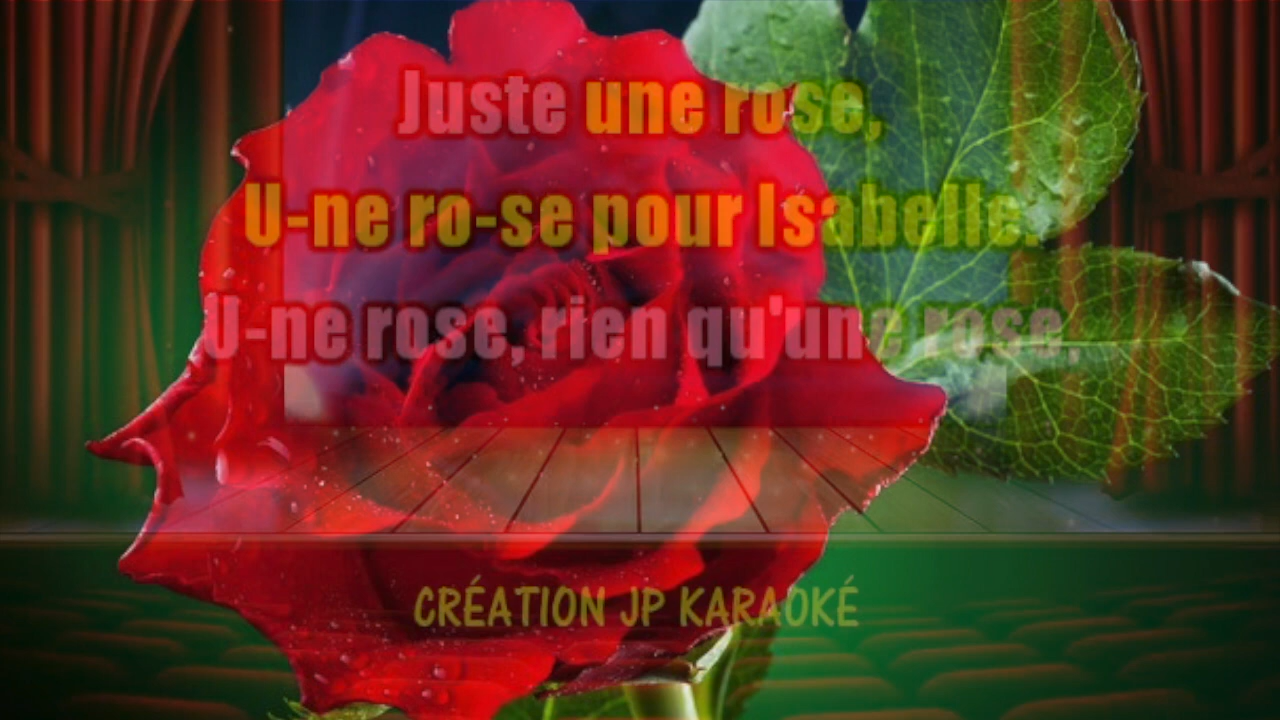 Juste une rose,
U-ne ro-se pour Isabelle.
U-ne rose, rien qu'une rose,
CRÉATION JP KARAOKÉ